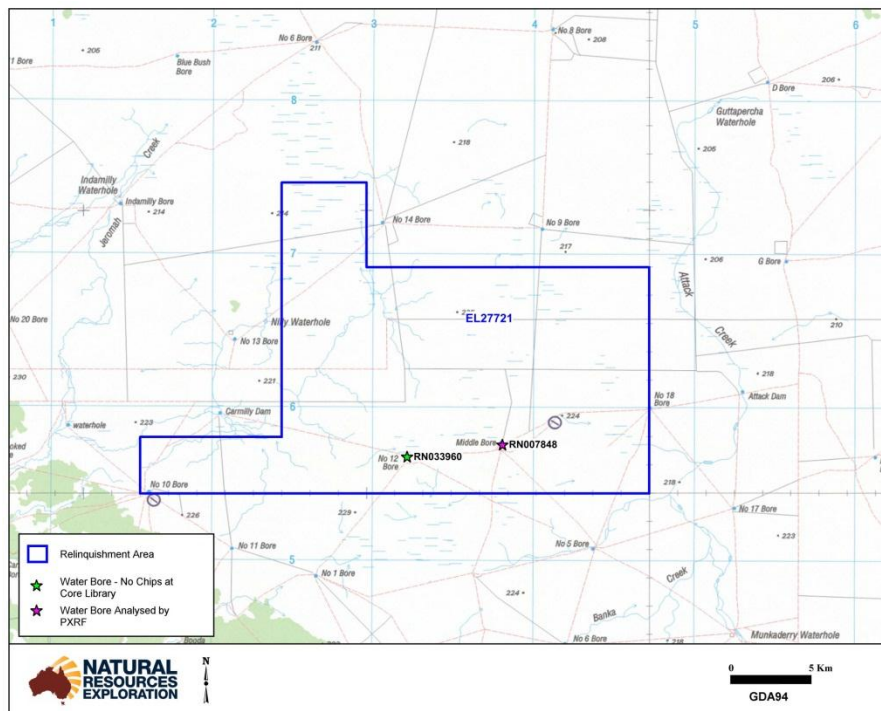 1
2
3
4
5
6
No 6 Bore
211
No 8 Bore
208
1 Bore
206
Blue Bush
Bore
206
D Bore
8
Guttapercha
Waterhole
218
206
Indamilly
Waterhole
Creek
Indamilly Bore
214
Jeromah
214
No 14 Bore
No 9 Bore
217
7
206
G Bore
Attack
Creek
No 20 Bore
Nilly Waterhole
EL27721
210
No 13 Bore
230
221
218
No 18
Bore
Attack Dam
waterhole
223
Carmilly Dam
6
224
Middle Bore
RN007848
No 12
Bore
RN033960
No 10 Bore
218
226
229
No 17 Bore
223
No 11 Bore
5
No 5 Bore
No 1 Bore
224
Creek
Banka
No 6 Bore
218
Munkaderry Waterhole
Relinquishment Area
Water Bore - No Chips at
Core Library
Water Bore Analysed by
PXRF
NATURAL
RESOURCES
EXPLORATION
N
0 5 Km
GDA94